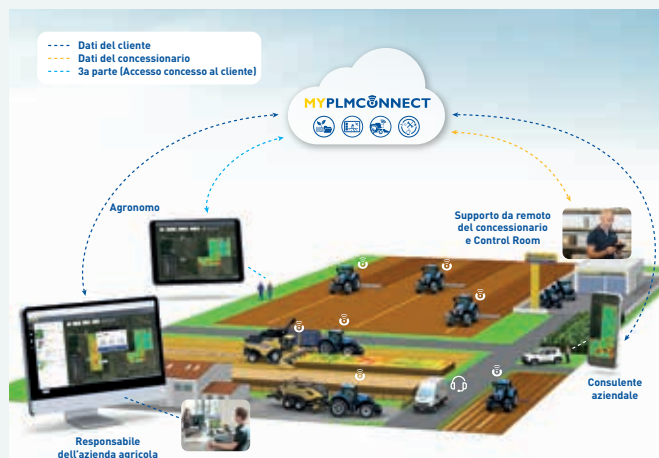 Dati del cliente
Dati del concessionario
3a parte (Accesso concesso al cliente)
MYPLMCONNECT
Agronomo
Supporto da remoto
del concessionario
e Control Room
Consulente
aziendale
Responsabile
dell'azienda agricola